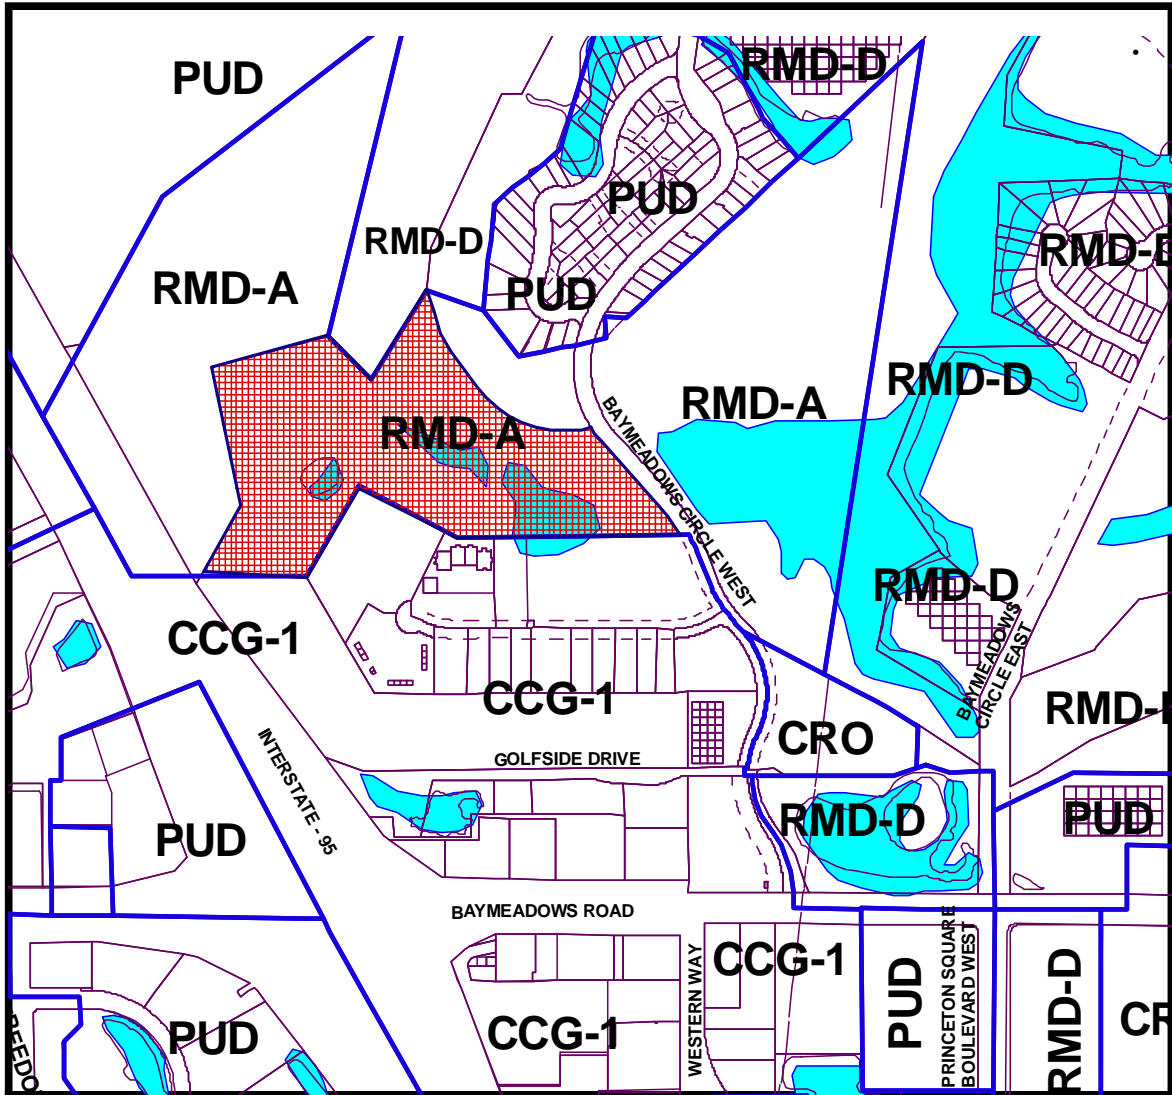 PUD
RMD-D
PUD
RMD-D
RMD-A
PUD
RMD-D
RMD-A
RMD-A
RMD-D
BAYMEADOWS CIRCLE WEST
RMD-D
BAYMEADOWS
CIRCLE EAST
CCG-1
CCG-1
RMD-
CRO
INTERSTATE - 95
GOLFSIDE DRIVE
PUD
RMD-D
PUD
BAYMEADOWS ROAD
WESTERN WAY
CCG-1
PUD
PRINCETON SQUARE
BOULEVARD WEST
RMD-D
CR
PUD
CCG-1